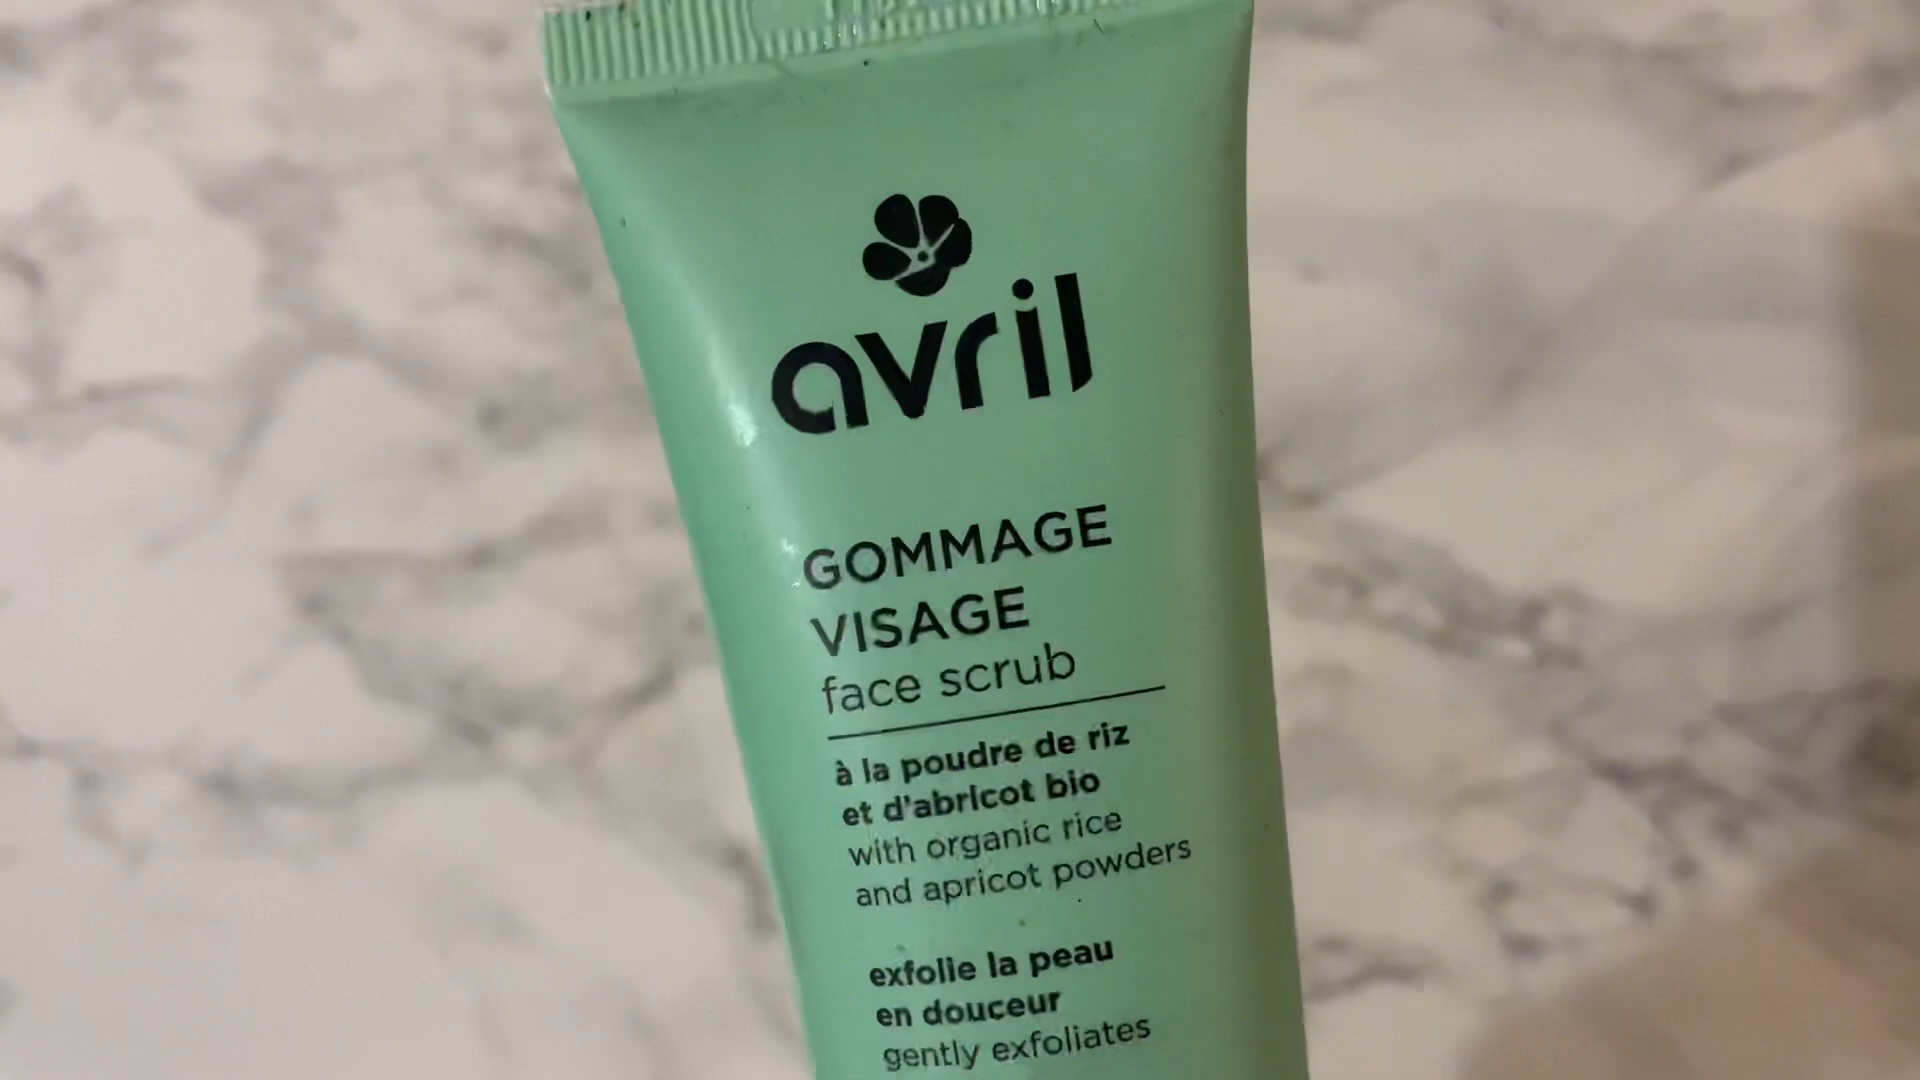 avril
GOMMAGE
VISAGE
face scrub
à la poudre de riz
et d'abricot bio
with organic rice
and apricot powders
exfolie la peau
en douceur
gently exfoliates